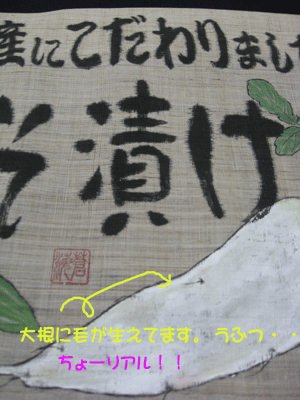 産にこだわりました
そ漬け
大根に毛が生えてます。 うふっ・・
ちょーリアル！！